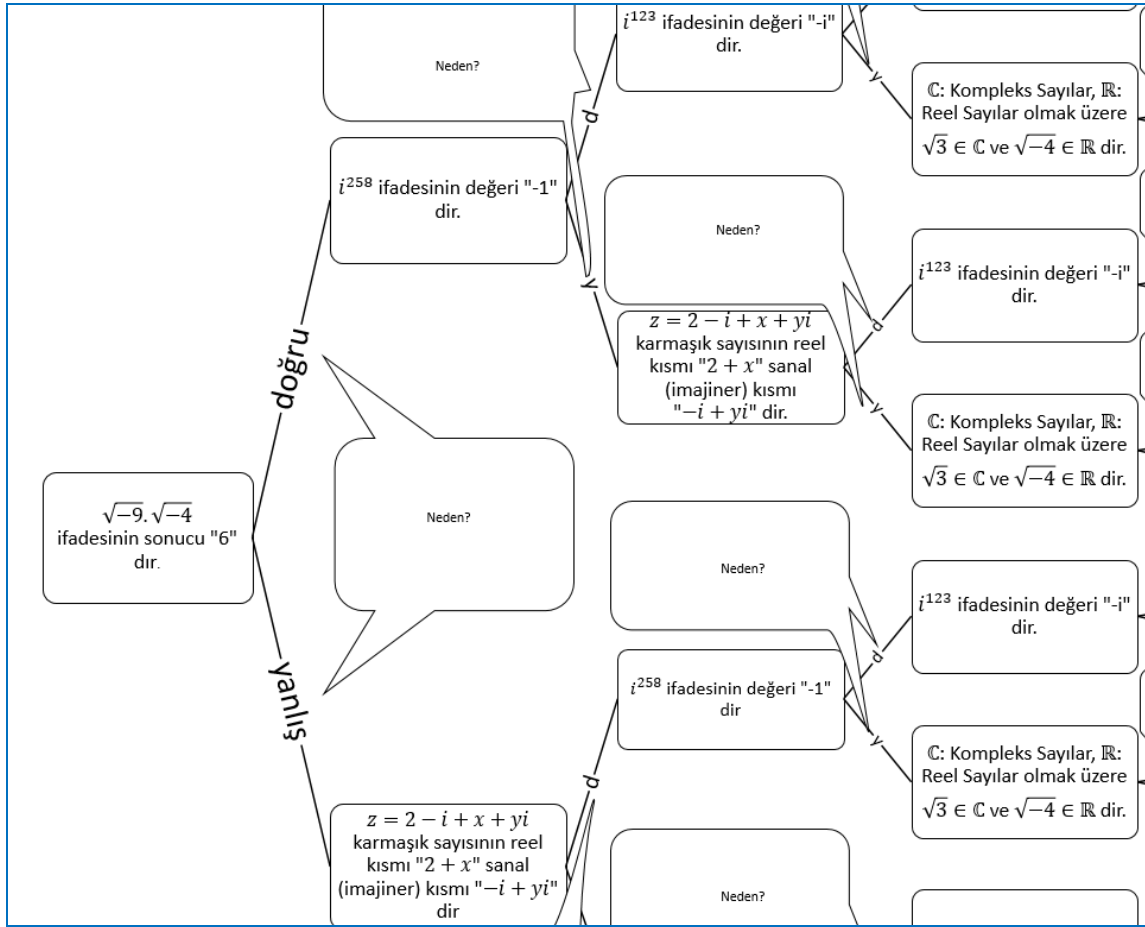 √−9.√−4
ifadesinin sonucu "6"
dır.
doğru
yanlış
Neden?
Neden?
i²⁵⁸ ifadesinin değeri "-1"
dir.
d
y
z = 2 − i + x + yi
karmaşık sayısının reel
kısmı "2 + x" sanal
(imajiner) kısmı "−i + yi"
dir
d
i¹²³ ifadesinin değeri "-i"
dir.
y
Neden?
z = 2 − i + x + yi
karmaşık sayısının reel
kısmı "2 + x" sanal
(imajiner) kısmı
"−i + yi" dir.
d
y
Neden?
i²⁵⁸ ifadesinin değeri "-1"
dir
d
y
Neden?
ℂ: Kompleks Sayılar, ℝ:
Reel Sayılar olmak üzere
√3 ∈ ℂ ve √−4 ∈ ℝ dir.
i¹²³ ifadesinin değeri "-i"
dir.
ℂ: Kompleks Sayılar, ℝ:
Reel Sayılar olmak üzere
√3 ∈ ℂ ve √−4 ∈ ℝ dir.
i¹²³ ifadesinin değeri "-i"
dir.
ℂ: Kompleks Sayılar, ℝ:
Reel Sayılar olmak üzere
√3 ∈ ℂ ve √−4 ∈ ℝ dir.